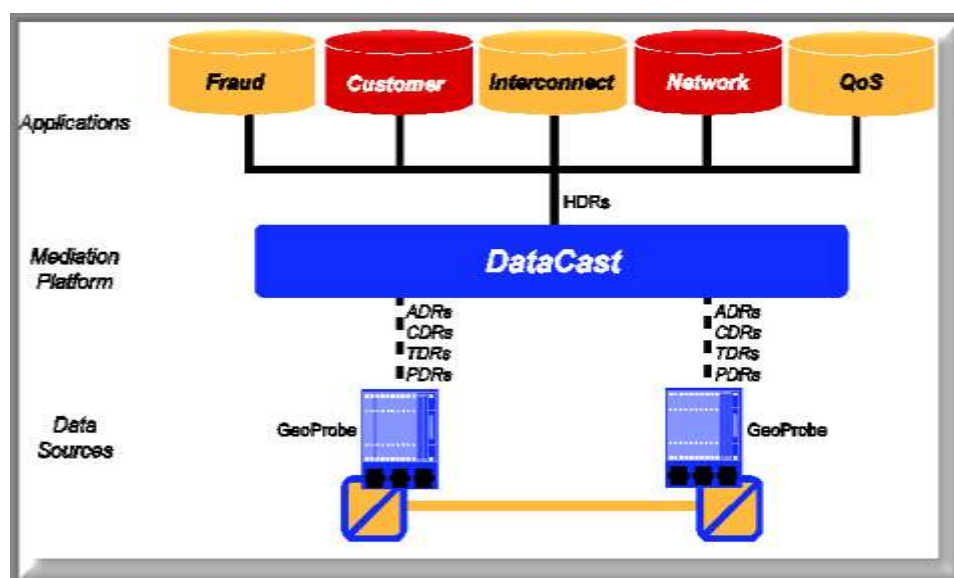 Fraud
Customer
Interconnect
Network
QoS
Applications
HDRs
Mediation
Platform
DataCast
ADRs
CDRs
TDRs
PDRs
ADRs
CDRs
TDRs
PDRs
Data
Sources
GeoProbe
GeoProbe